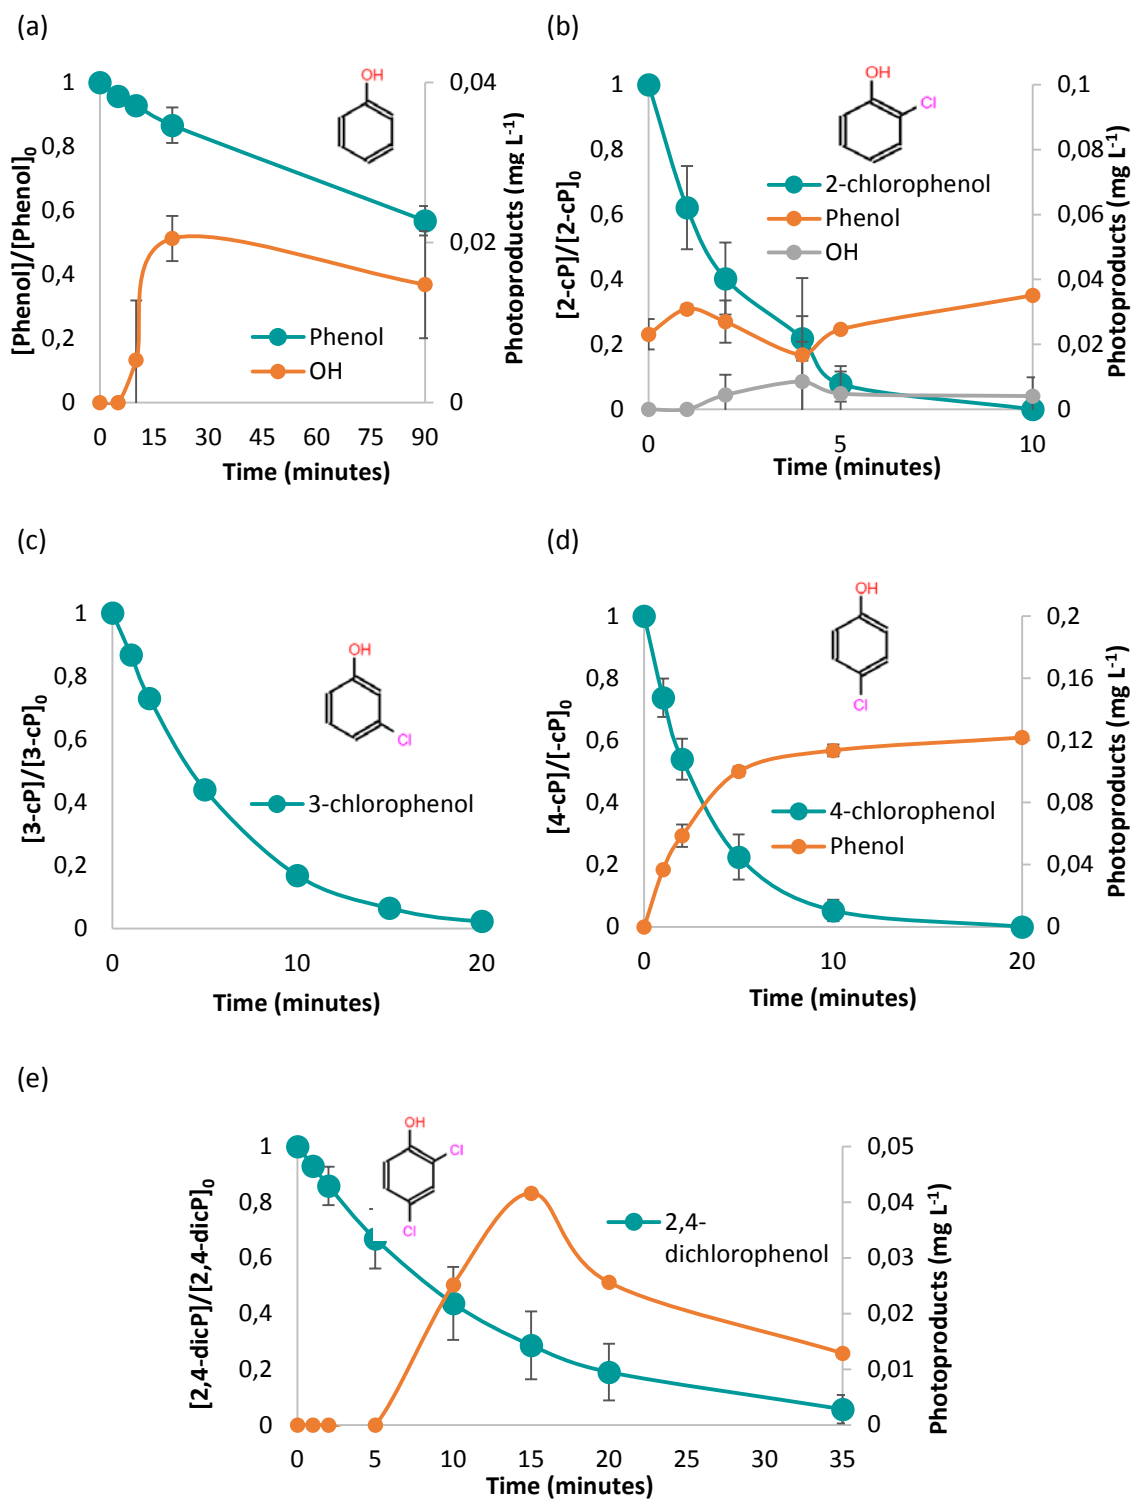 (a)
[Phenol]/[Phenol]0
1
0,8
0,6
0,4
0,2
0
0,04
0,02
0
Photoproducts (mg L-1)
OH
Phenol
OH
0 15 30 45 60 75 90
Time (minutes)
(b)
[2-cP]/[2-cP]0
1
0,8
0,6
0,4
0,2
0
0,1
0,08
0,06
0,04
0,02
0
Photoproducts (mg L-1)
OH
Cl
2-chlorophenol
Phenol
OH
0 5 10
Time (minutes)
(c)
[3-cP]/[3-cP]0
1
0,8
0,6
0,4
0,2
0
OH
Cl
3-chlorophenol
0 10 20
Time (minutes)
(d)
[4-cP]/[-cP]0
1
0,8
0,6
0,4
0,2
0
0,2
0,16
0,12
0,08
0,04
0
Photoproducts (mg L-1)
OH
Cl
4-chlorophenol
Phenol
0 10 20
Time (minutes)
(e)
[2,4-dicP]/[2,4-dicP]0
1
0,8
0,6
0,4
0,2
0
0,05
0,04
0,03
0,02
0,01
0
Photoproducts (mg L-1)
OH
Cl
Cl
2,4-
dichlorophenol
0 5 10 15 20 25 30 35
Time (minutes)